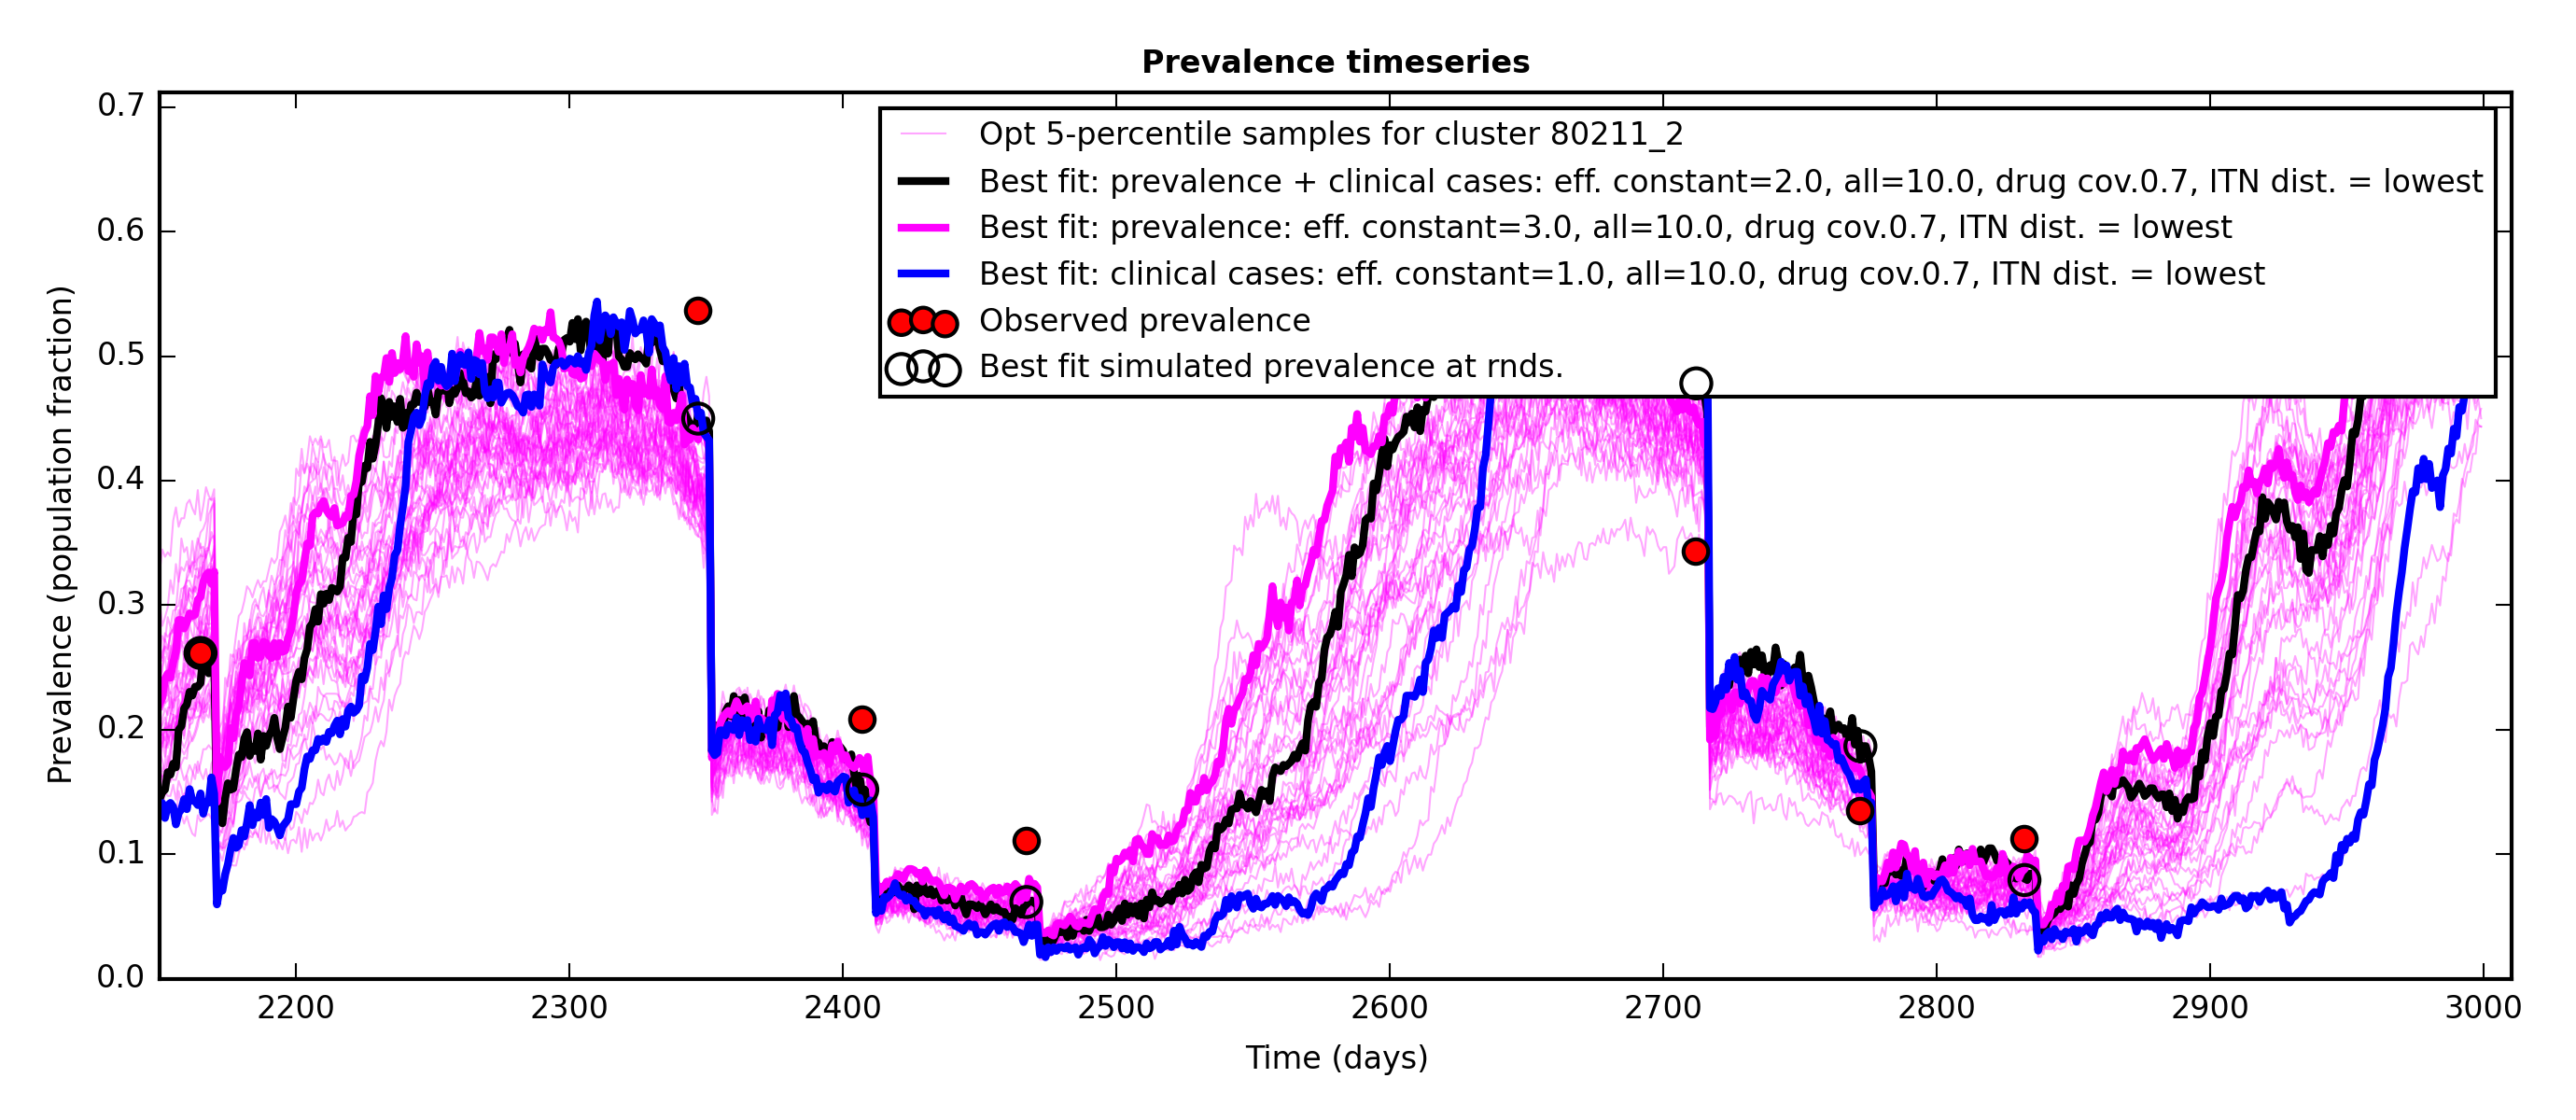 Prevalence timeseries
Opt 5-percentile samples for cluster 80211_2
Best fit: prevalence + clinical cases: eff. constant=2.0, all=10.0, drug cov.0.7, ITN dist. = lowest
Best fit: prevalence: eff. constant=3.0, all=10.0, drug cov.0.7, ITN dist. = lowest
Best fit: clinical cases: eff. constant=1.0, all=10.0, drug cov.0.7, ITN dist. = lowest
Observed prevalence
Best fit simulated prevalence at rnds.
Prevalence (population fraction)
0.7
0.6
0.5
0.4
0.3
0.2
0.1
0.0
2200 2300 2400 2500 2600 2700 2800 2900 3000
Time (days)